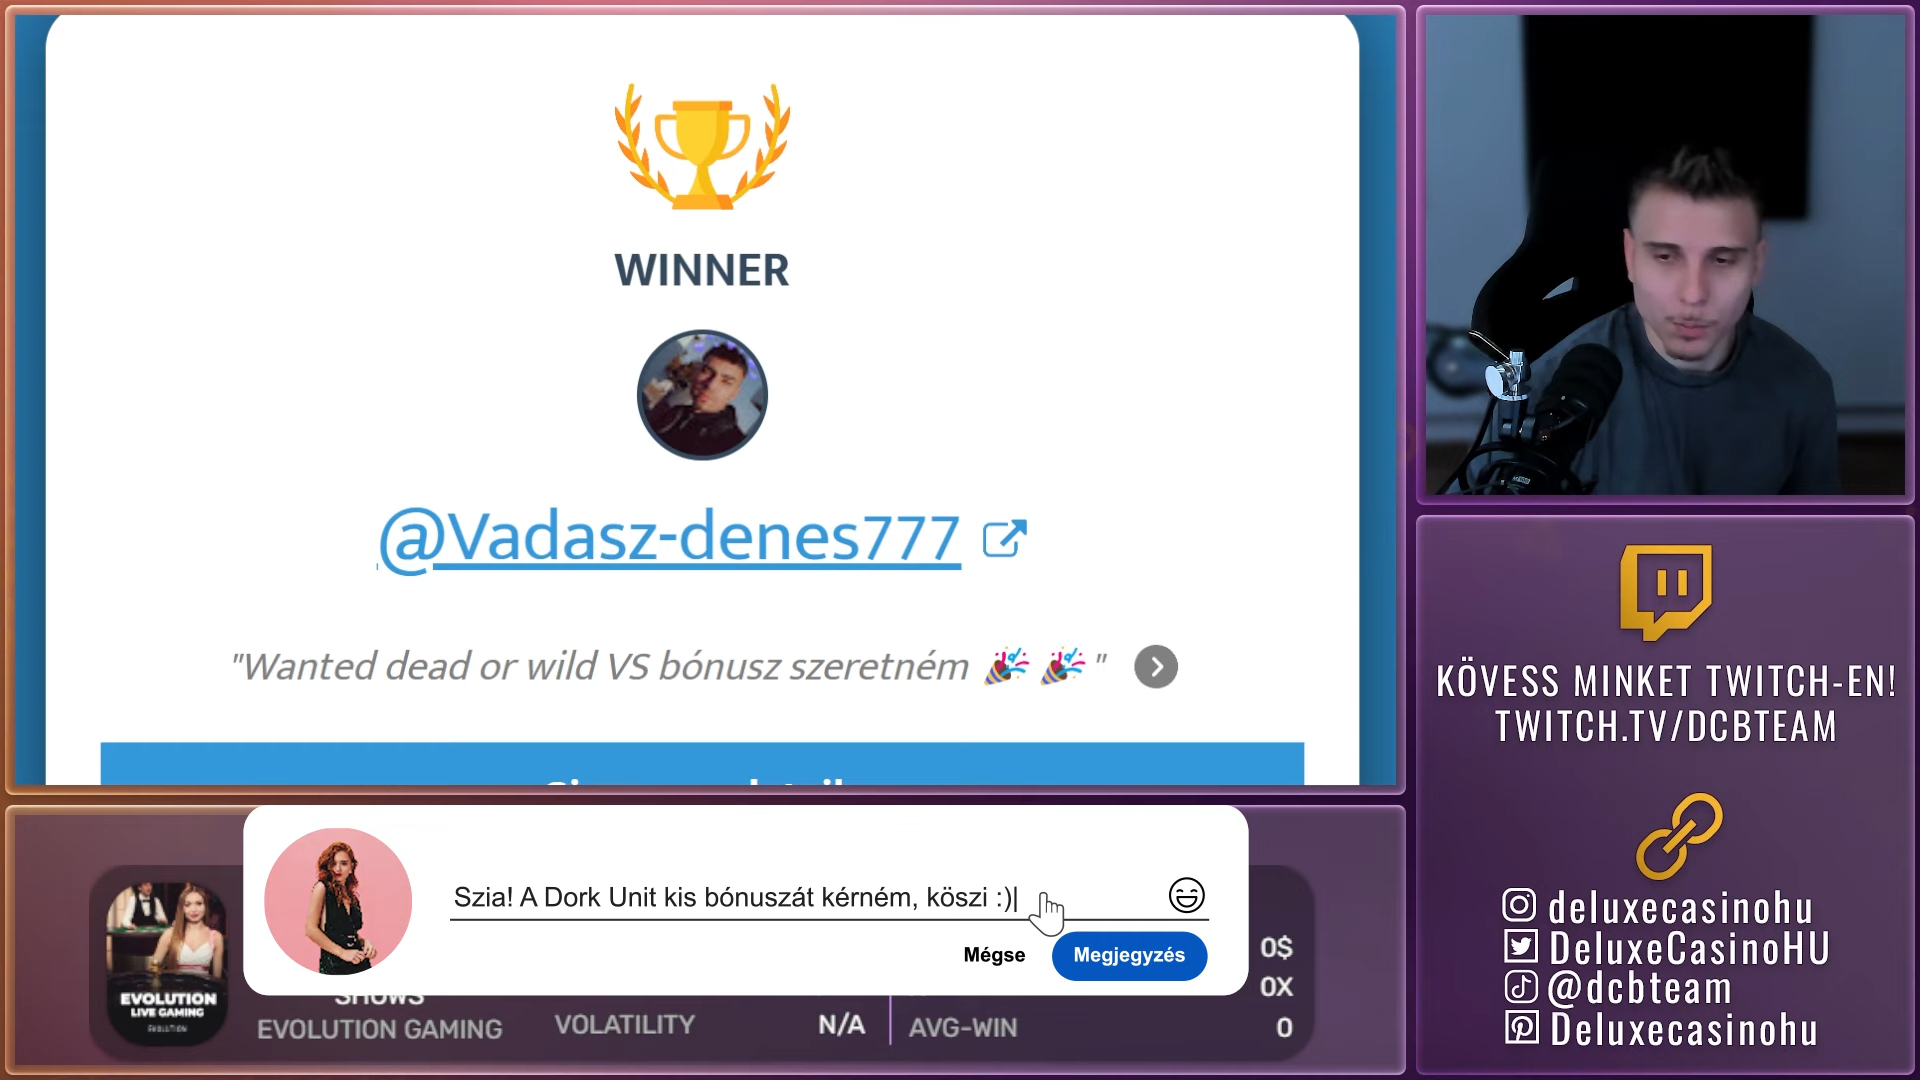 WINNER
@Vadasz-denes777
"Wanted dead or wild VS bónusz szeretném 🎉 🎉"
Szia! A Dork Unit kis bónuszát kérném, köszi :)
Mégse
Megjegyzés
EVOLUTION
LIVE GAMING
EVOLUTION
SHOWS
EVOLUTION GAMING
VOLATILITY
N/A
AVG-WIN
0$
0X
0
KÖVESS MINKET TWITCH-EN!
TWITCH.TV/DCBTEAM
deluxecasinohu
DeluxeCasinoHU
@dcbteam
Deluxecasinohu